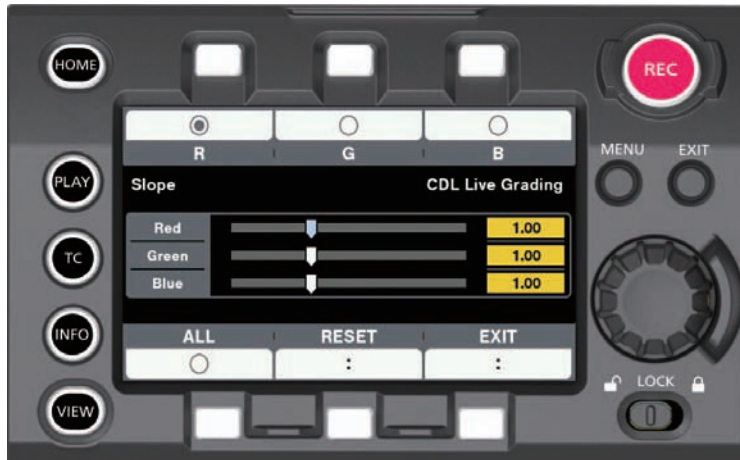 HOME
REC
R G B
MENU EXIT
PLAY
Slope CDL Live Grading
Red 1.00
TC
Green 1.00
Blue 1.00
INFO
ALL RESET EXIT
: :
LOCK
VIEW